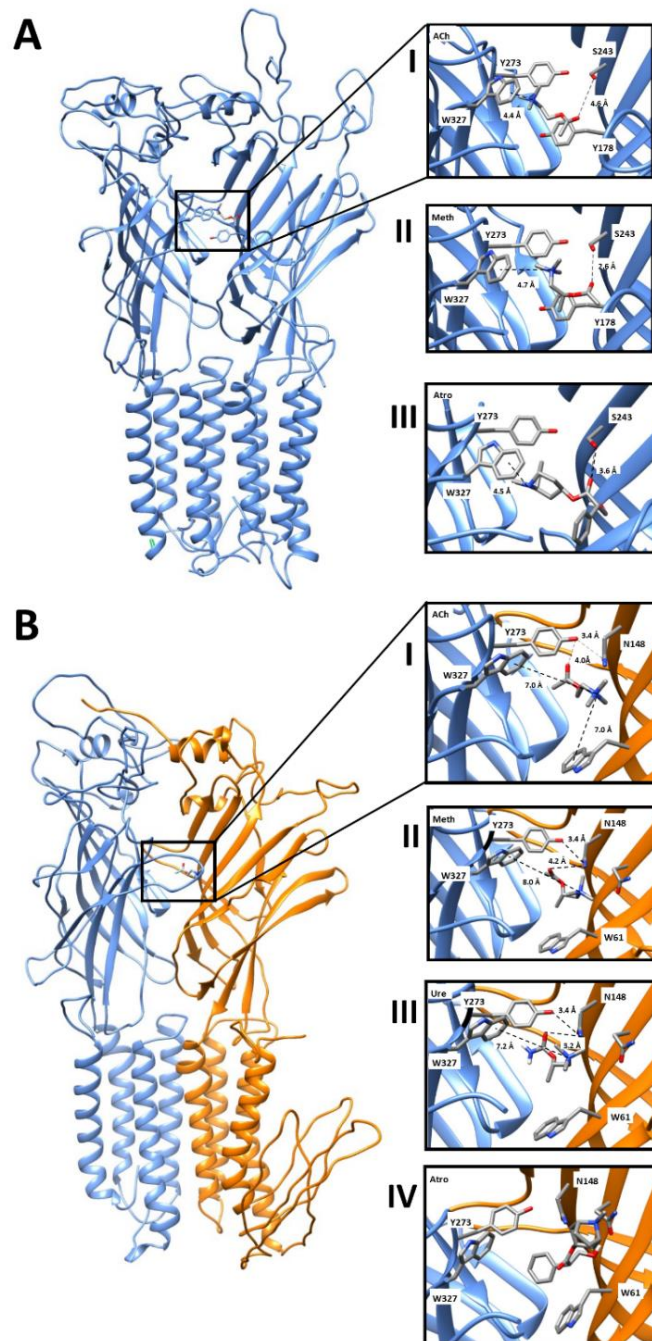 A
I
ACh
Y273
S243
4.6 Å
W327
4.4 Å
Y178
II
Meth
Y273
S243
2.6 Å
4.7 Å
W327
Y178
III
Atro
Y273
S243
3.6 Å
W327
4.5 Å
B
I
ACh
Y273
3.4 Å
N148
4.0Å
W327
7.0 Å
7.0 Å
II
Meth
Y273
N148
3.4 Å
4.2 Å
W327
8.0 Å
W61
III
Ure
Y273
N148
3.4 Å
7.2 Å
3.2 Å
W327
W61
IV
Atro
N148
Y273
W327
W61